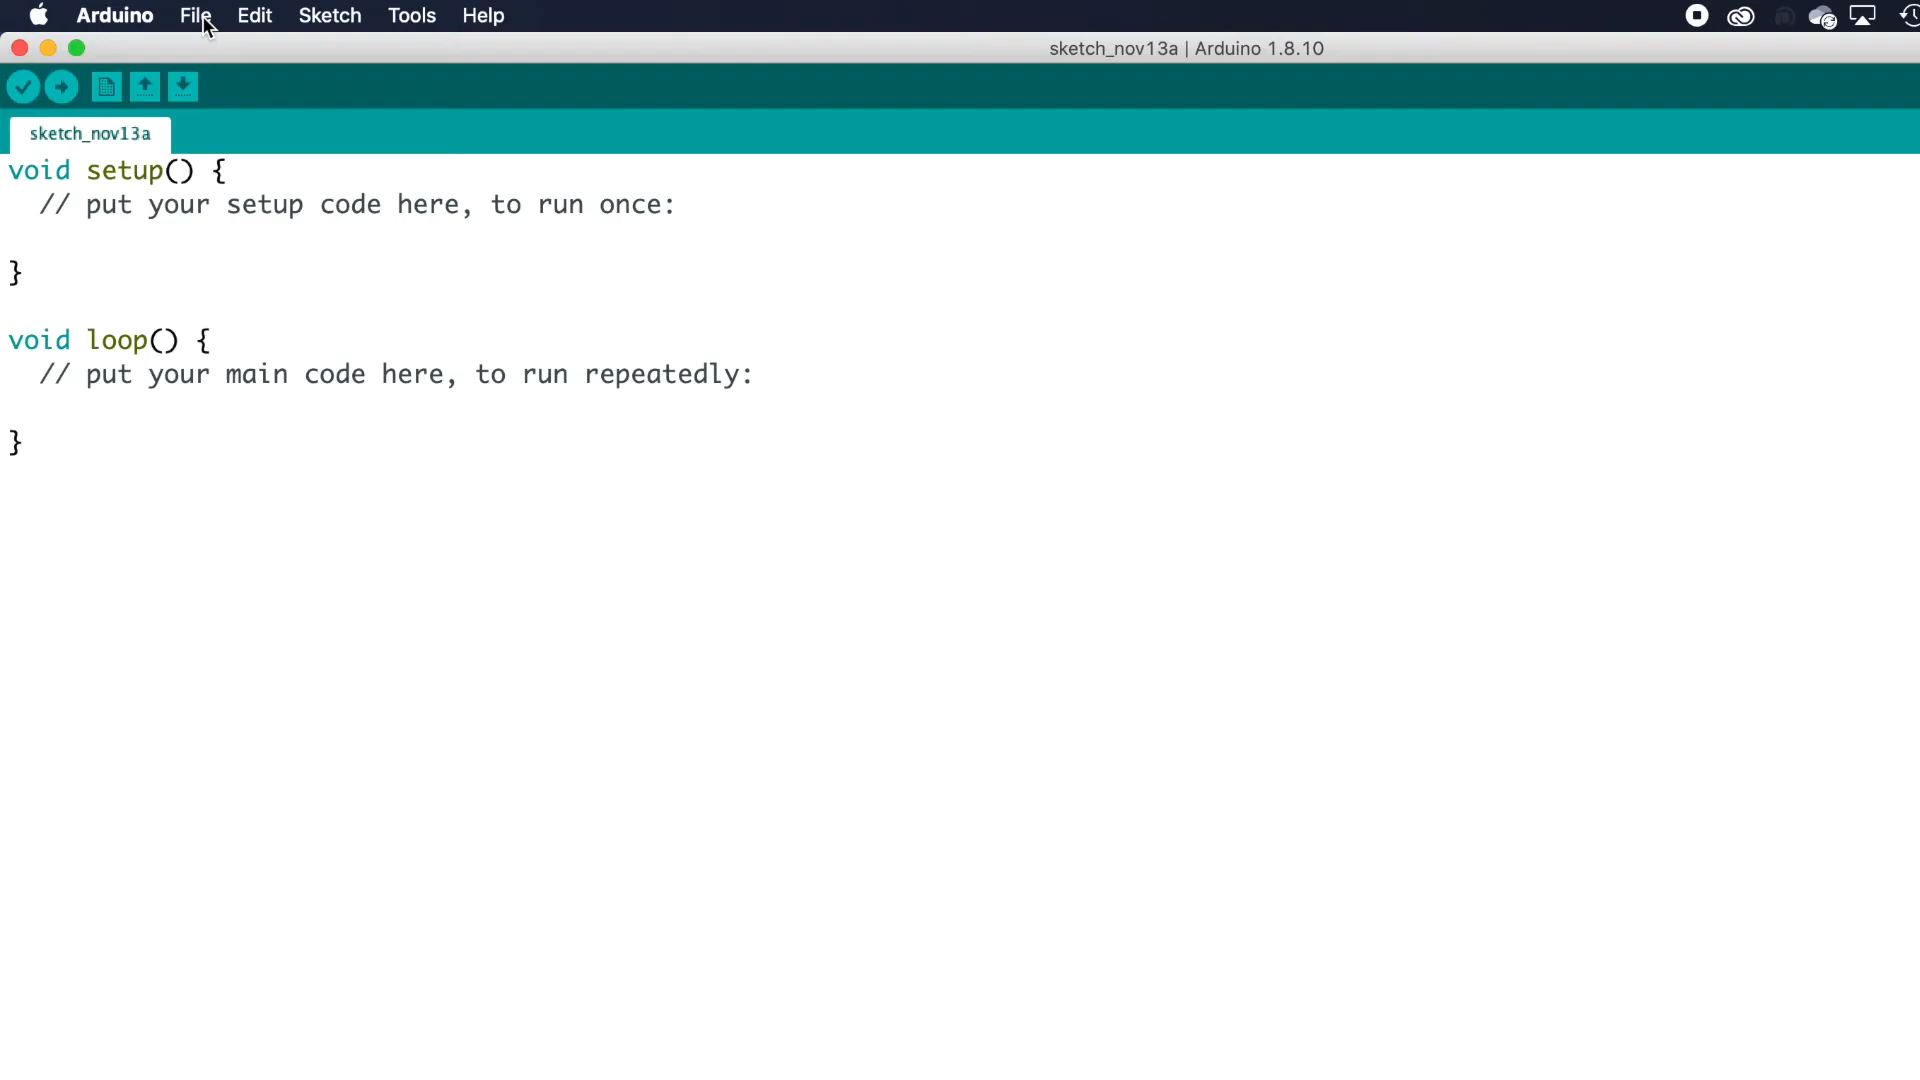 Arduino File Edit Sketch Tools Help
sketch_nov13a | Arduino 1.8.10
sketch_nov13a
void setup() {
  // put your setup code here, to run once:
}
void loop() {
  // put your main code here, to run repeatedly:
}